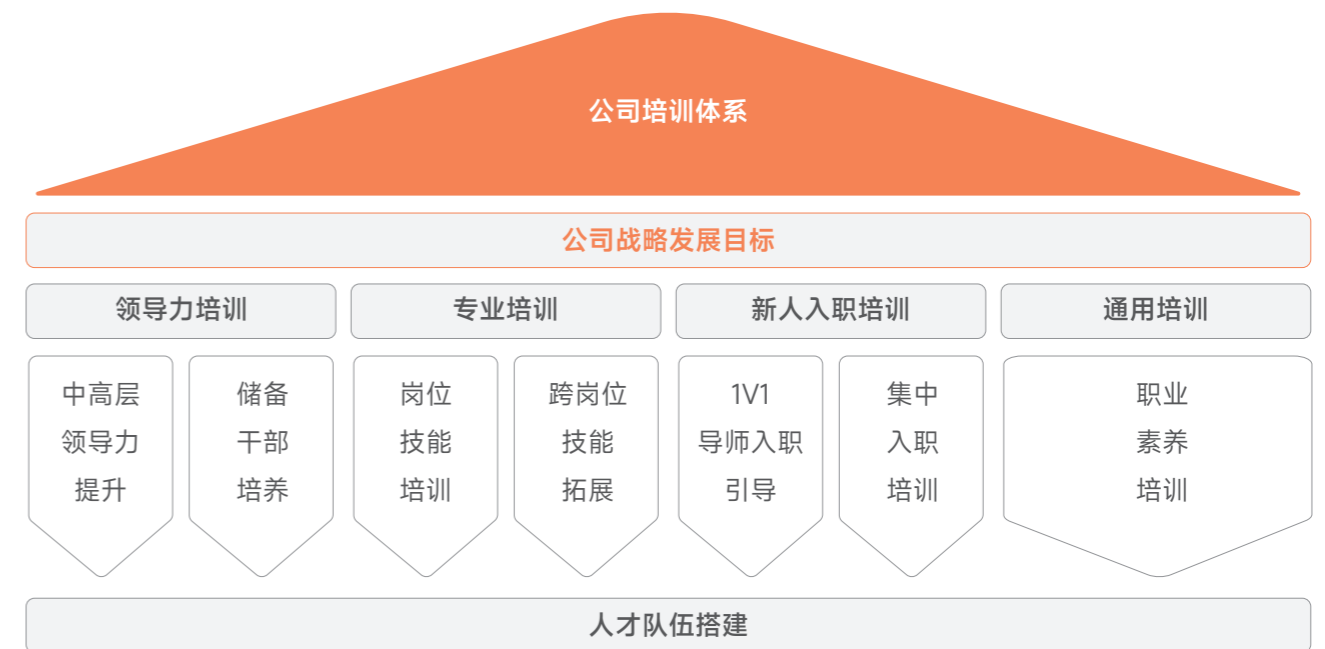 公司培训体系
公司战略发展目标
领导力培训
专业培训
新人入职培训
通用培训
中高层
领导力
提升
储备
干部
培养
岗位
技能
培训
跨岗位
技能
拓展
1V1
导师入职
引导
集中
入职
培训
职业
素养
培训
人才队伍搭建